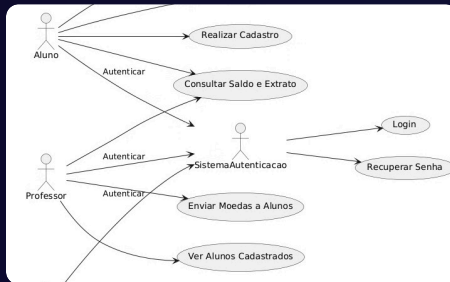 Realizar Cadastro
Aluno
Autenticar
Consultar Saldo e Extrato
Login
Autenticar
SistemaAutenticacao
Recuperar Senha
Professor
Autenticar
Enviar Moedas a Alunos
Ver Alunos Cadastrados